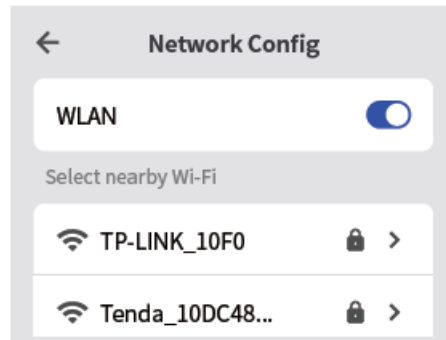 Network Config
WLAN
Select nearby Wi-Fi
TP-LINK_10F0
Tenda_10DC48...